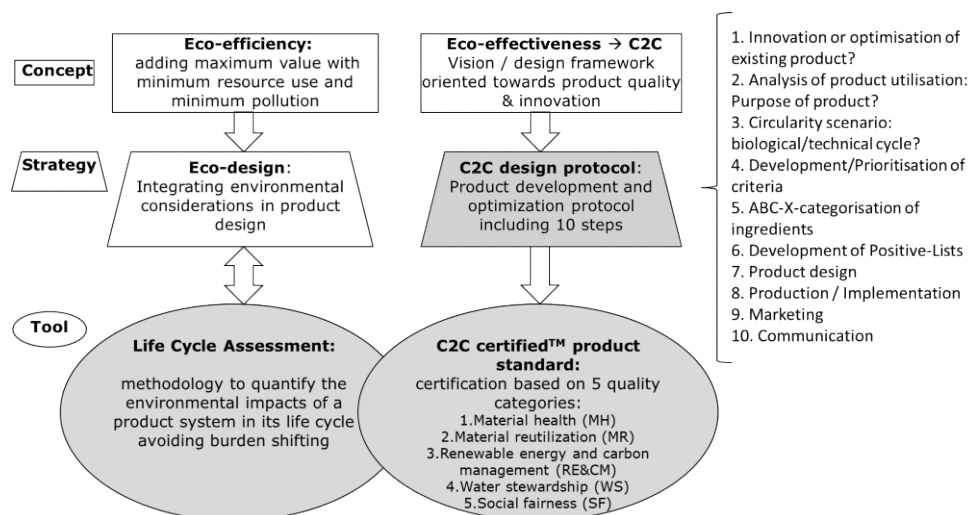 Concept
Eco-efficiency:
adding maximum value with
minimum resource use and
minimum pollution
Eco-effectiveness → C2C
Vision / design framework
oriented towards product quality
& innovation
Strategy
Eco-design:
Integrating environmental
considerations in product
design
C2C design protocol:
Product development and
optimization protocol
including 10 steps
Tool
Life Cycle Assessment:
methodology to quantify the
environmental impacts of a
product system in its life cycle
avoiding burden shifting
C2C certified™ product
standard:
certification based on 5 quality
categories:
1.Material health (MH)
2.Material reutilization (MR)
3.Renewable energy and carbon
management (RE&CM)
4.Water stewardship (WS)
5.Social fairness (SF)
1. Innovation or optimisation of
existing product?
2. Analysis of product utilisation:
Purpose of product?
3. Circularity scenario:
biological/technical cycle?
4. Development/Prioritisation of
criteria
5. ABC-X-categorisation of
ingredients
6. Development of Positive-Lists
7. Product design
8. Production / Implementation
9. Marketing
10. Communication